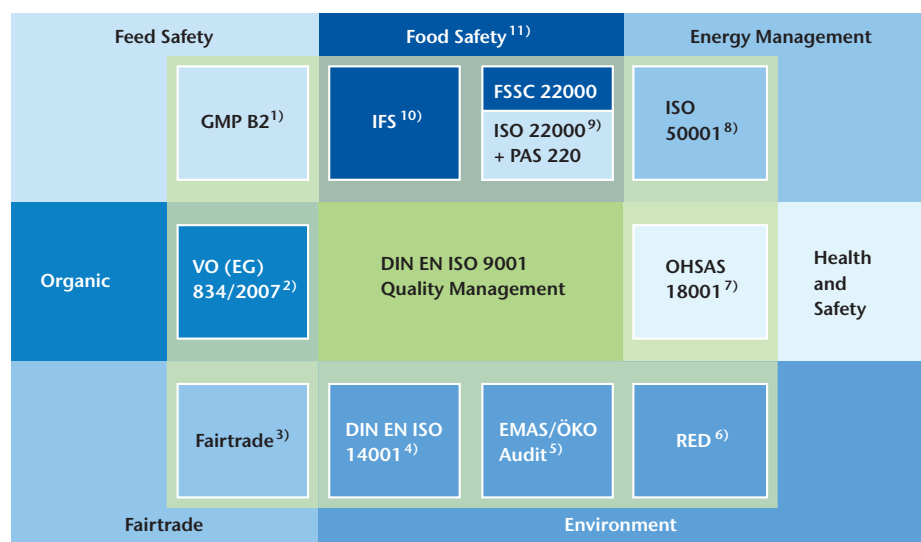 Feed Safety
Food Safety 11)
Energy Management
GMP B2 1)
IFS 10)
FSSC 22000
ISO 22000 9)
+ PAS 220
ISO
50001 8)
Organic
VO (EG)
834/2007 2)
DIN EN ISO 9001
Quality Management
OHSAS
18001 7)
Health
and
Safety
Fairtrade 3)
DIN EN ISO
14001 4)
EMAS/ÖKO
Audit 5)
RED 6)
Fairtrade
Environment